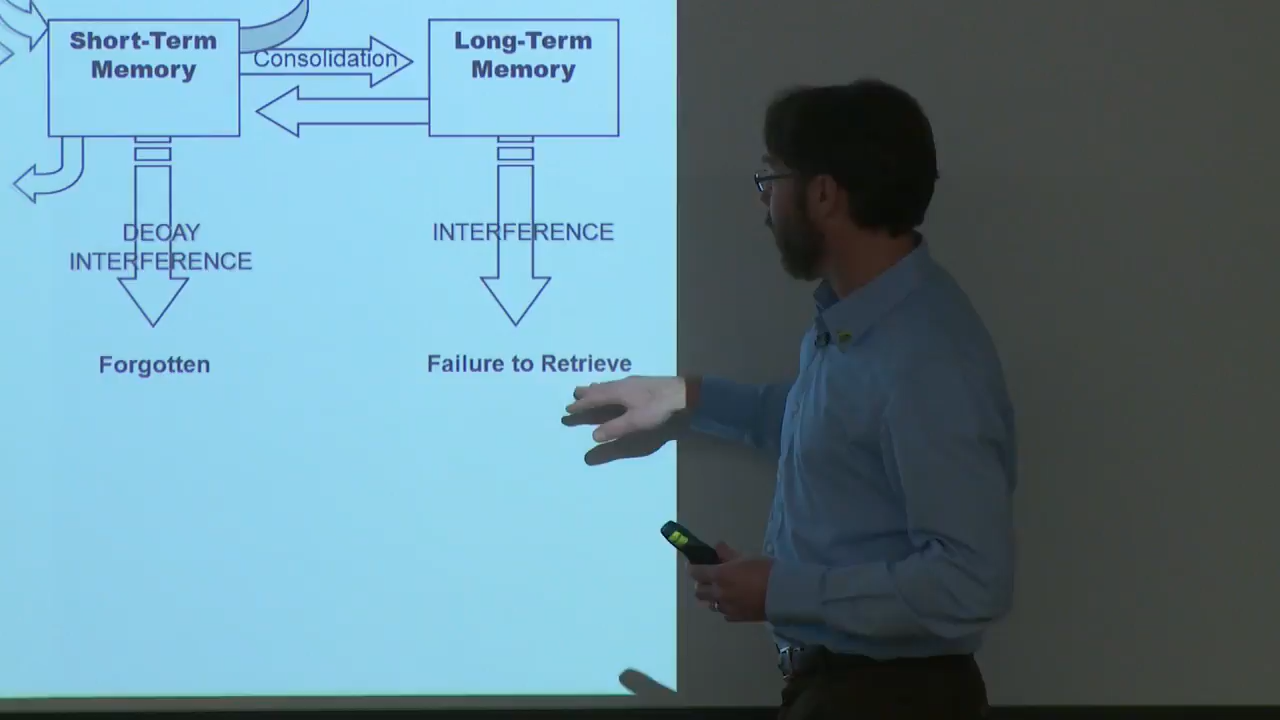 Short-Term
Memory
Consolidation
Long-Term
Memory
DECAY
INTERFERENCE
INTERFERENCE
Forgotten
Failure to Retrieve